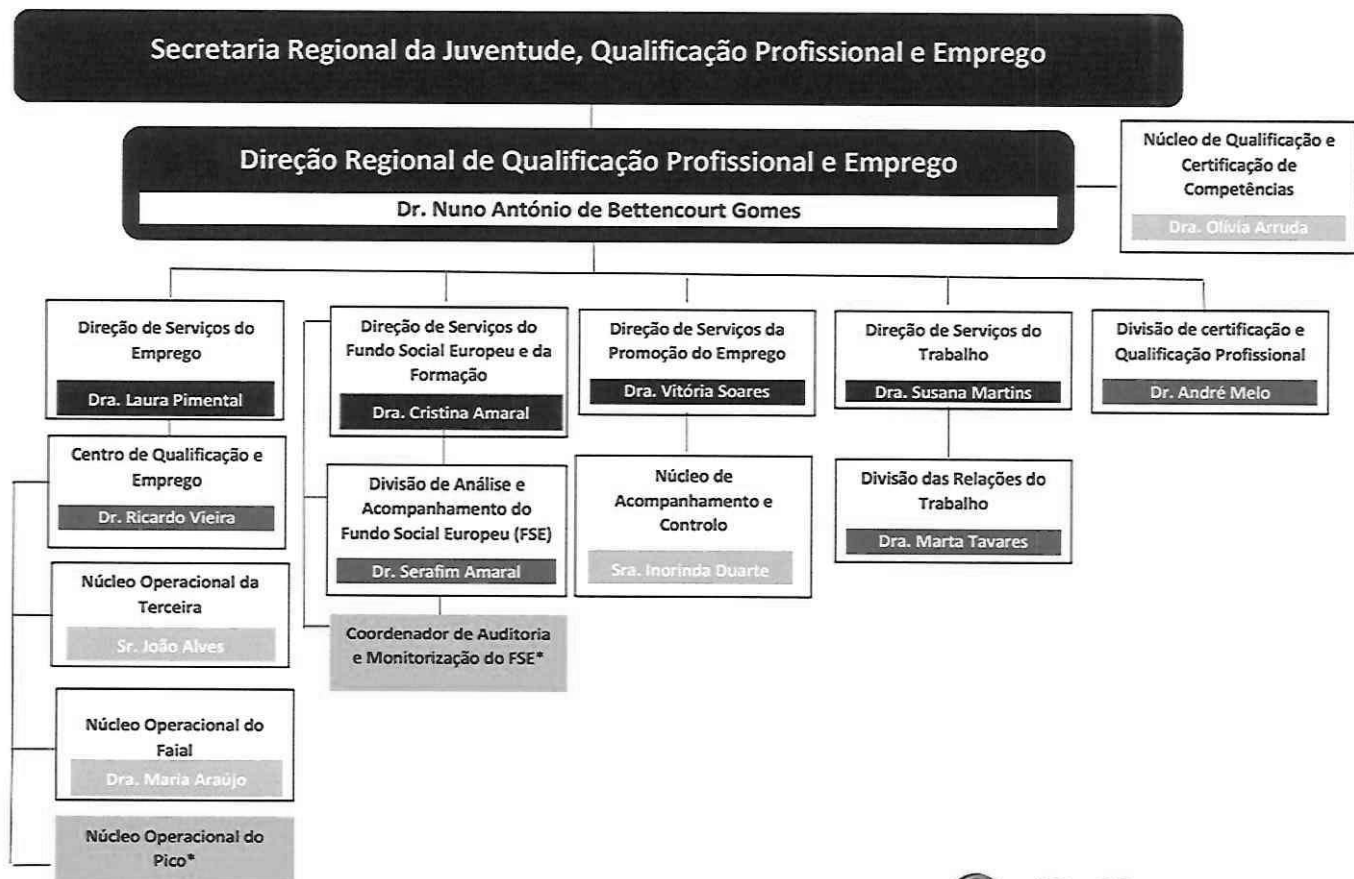 Secretaria Regional da Juventude, Qualificação Profissional e Emprego
Direção Regional de Qualificação Profissional e Emprego
Dr. Nuno António de Bettencourt Gomes
Núcleo de Qualificação e
Certificação de
Competências
Dra. Olívia Arruda
Direção de Serviços do
Emprego
Dra. Laura Pimental
Centro de Qualificação e
Emprego
Dr. Ricardo Vieira
Núcleo Operacional da
Terceira
Sr. João Alves
Núcleo Operacional do
Faial
Dra. Maria Araújo
Núcleo Operacional do
Pico*
Direção de Serviços do
Fundo Social Europeu e da
Formação
Dra. Cristina Amaral
Divisão de Análise e
Acompanhamento do
Fundo Social Europeu (FSE)
Dr. Serafim Amaral
Coordenador de Auditoria
e Monitorização do FSE*
Direção de Serviços da
Promoção do Emprego
Dra. Vitória Soares
Núcleo de
Acompanhamento e
Controlo
Sra. Inorinda Duarte
Direção de Serviços do
Trabalho
Dra. Susana Martins
Divisão das Relações do
Trabalho
Dra. Marta Tavares
Divisão de certificação e
Qualificação Profissional
Dr. André Melo